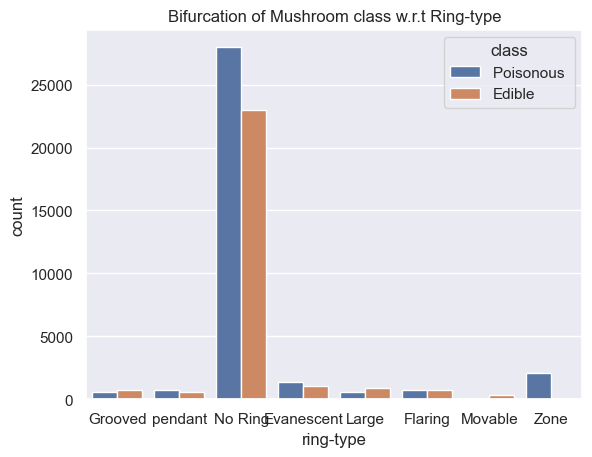 Bifurcation of Mushroom class w.r.t Ring-type
class
Poisonous
Edible
25000
20000
15000
10000
5000
0
count
Grooved pendant No Ring Evanescent Large Flaring Movable Zone
ring-type